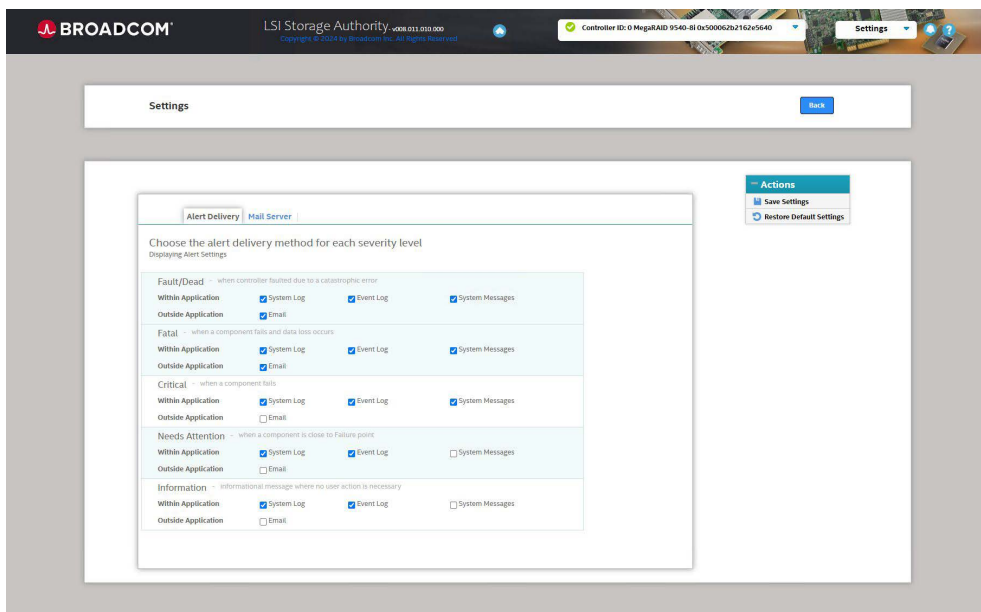 BROADCOM
LSI Storage Authority v008.011.010.000
Copyright © 2024 by Broadcom Inc. All Rights Reserved
Controller ID: 0 MegaRAID 9540-8i 0x500062b2162e5640
Settings
?
Settings
Back
Actions
Save Settings
Restore Default Settings
Alert Delivery Mail Server
Choose the alert delivery method for each severity level
Displaying Alert Settings
Fault/Dead - when controller faulted due to a catastrophic error
Within Application System Log Event Log System Messages
Outside Application Email
Fatal - when a component fails and data loss occurs
Within Application System Log Event Log System Messages
Outside Application Email
Critical - when a component fails
Within Application System Log Event Log System Messages
Outside Application Email
Needs Attention - when a component is close to Failure point
Within Application System Log Event Log System Messages
Outside Application Email
Information - informational message where no user action is necessary
Within Application System Log Event Log System Messages
Outside Application Email